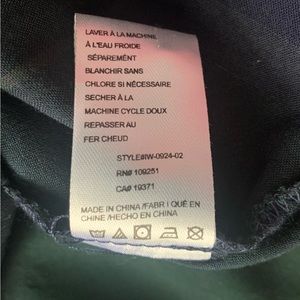 LAVER À LA MACHINE
À L'EAU FROIDE
SÉPARÉMENT
BLANCHIR SANS
CHLORE SI NÉCESSAIRE
SECHER À LA
MACHINE CYCLE DOUX
REPASSER AU
FER CHEUD
STYLE#IW-0924-02
RN# 109251
CA# 19371
MADE IN CHINA/FABR I QUÉ EN
CHINE/HECHO EN CHINA